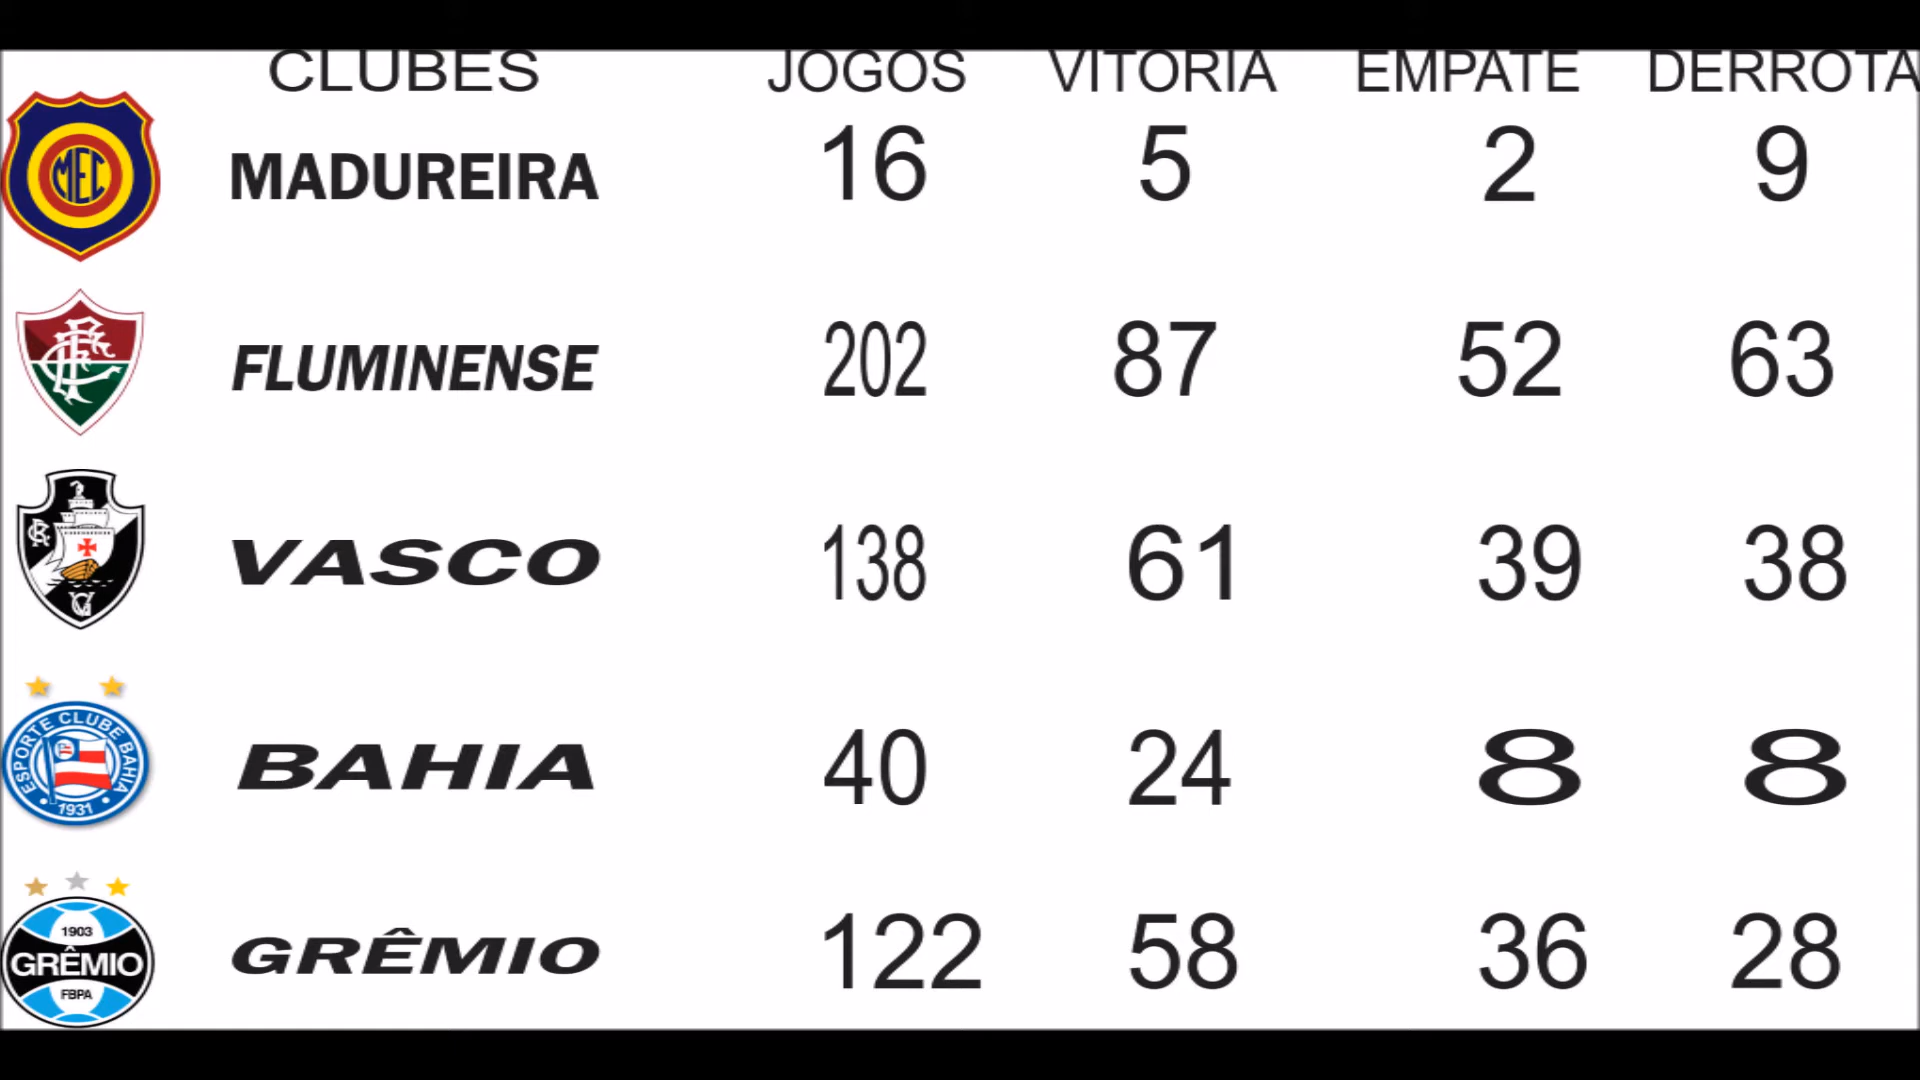 CLUBES JOGOS VITORIA EMPATE DERROTA
MEC
MADUREIRA 16 5 2 9
FLUMINENSE 202 87 52 63
VASCO 138 61 39 38
ESPORTE CLUBE BAHIA
1931
BAHIA 40 24 8 8
1903
GRÊMIO
FBPA
GRÊMIO 122 58 36 28